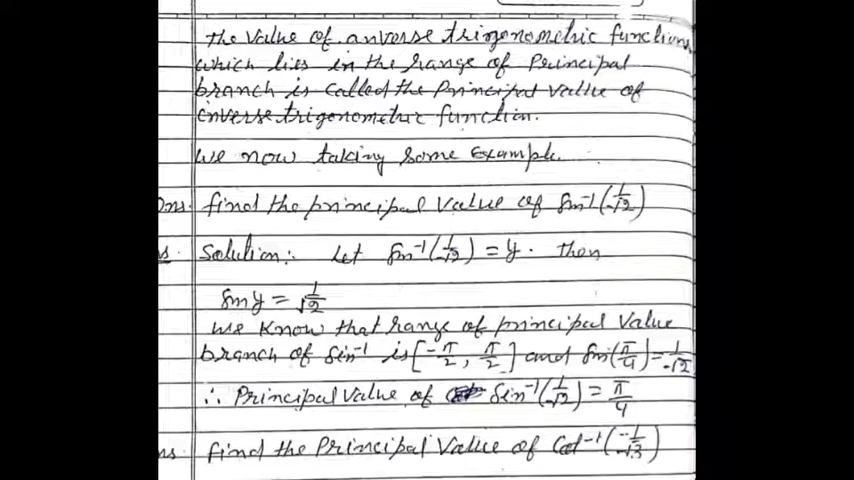 the value of anverse trigonometric functions
which lies in the range of Principal
branch is called the principal value of
inverse trigonometric function.
We now taking some Example.
Ons. find the principal value of Sin⁻¹(1/√2)
s. Solution:. Let Sin⁻¹(1/√2) = y. then
Sin y = 1/√2
We know that range of principal value
branch of Sin⁻¹ is [-π/2, π/2] and Sin(π/4) = 1/√2
∴ Principal value of Sin⁻¹(1/√2) = π/4
ns. find the Principal Value of Cot⁻¹(-1/√3)